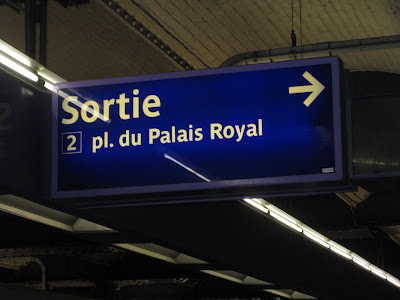 Sortie →
2 pl. du Palais Royal